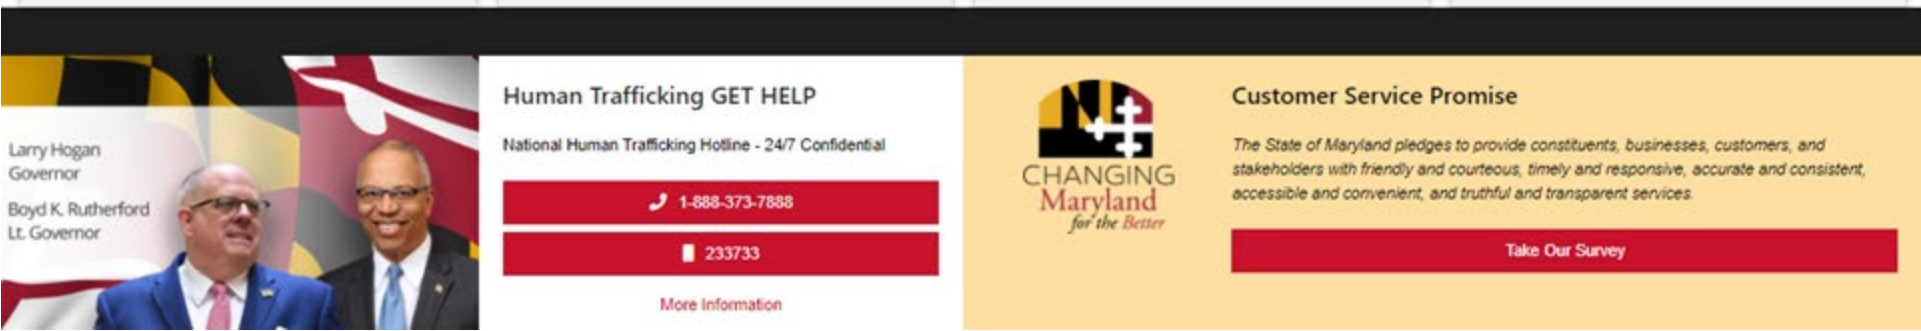 Larry Hogan
Governor
Boyd K. Rutherford
Lt. Governor
Human Trafficking GET HELP
National Human Trafficking Hotline - 24/7 Confidential
1-888-373-7888
233733
More Information
CHANGING
Maryland
for the Better
Customer Service Promise
The State of Maryland pledges to provide constituents, businesses, customers, and
stakeholders with friendly and courteous, timely and responsive, accurate and consistent,
accessible and convenient, and truthful and transparent services.
Take Our Survey